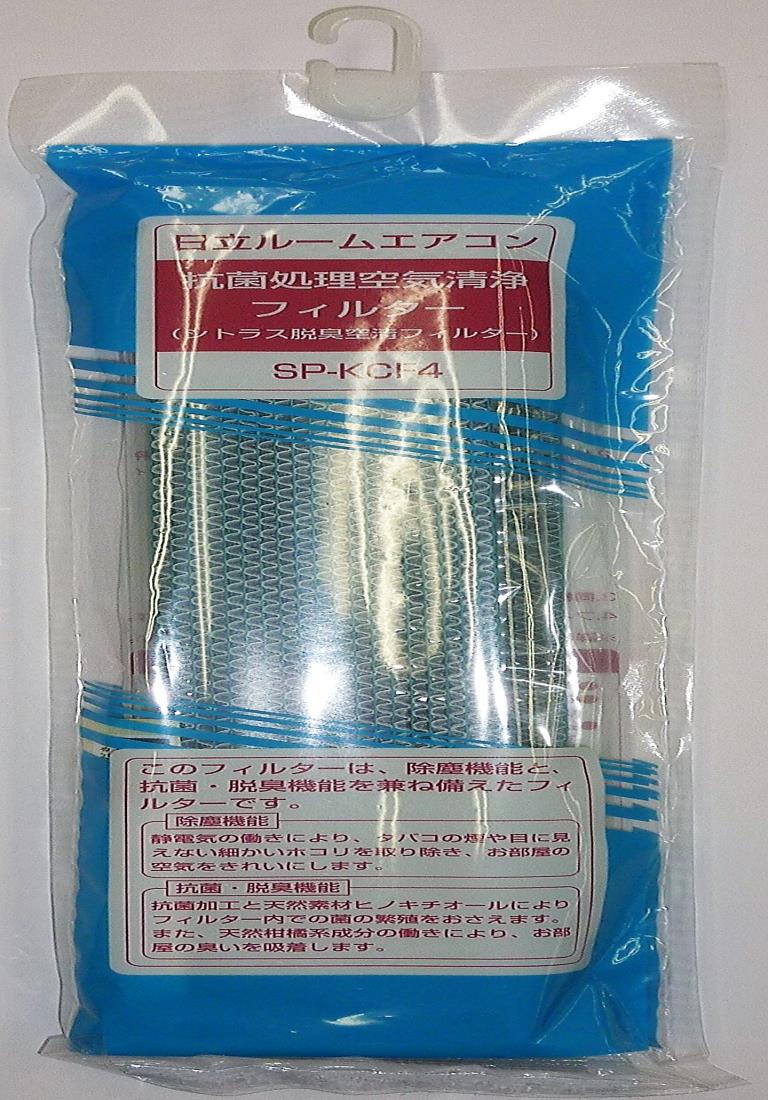 日立ルームエアコン
抗菌処理空気清浄
フィルター
(シトラス脱臭空清フィルター)
SP-KCF4
このフィルターは、除塵機能と、
抗菌・脱臭機能を兼ね備えたフィ
ルターです。
除塵機能
静電気の働きにより、タバコの煙や目に見
えない細かいホコリを取り除き、お部屋の
空気をきれいにします。
抗菌・脱臭機能
抗菌加工と天然素材ヒノキチオールにより
フィルター内での菌の繁殖をおさえます。
また、天然柑橘系成分の働きにより、お部
屋の臭いを吸着します。